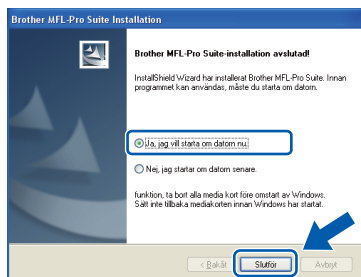 Brother MFL-Pro Suite Installation
Brother MFL-Pro Suite-installation avslutad!
InstallShield Wizard har installerat Brother MFL-Pro Suite. Innan
programmet kan användas, måste du starta om datorn.
Ja, jag vill starta om datorn nu.
Nej, jag startar om datorn senare.
funktion, ta bort alla media kort före omstart av Windows.
Sätt inte tillbaka mediakorten innan Windows har startat.
< Bakåt
Slutför
Avbryt